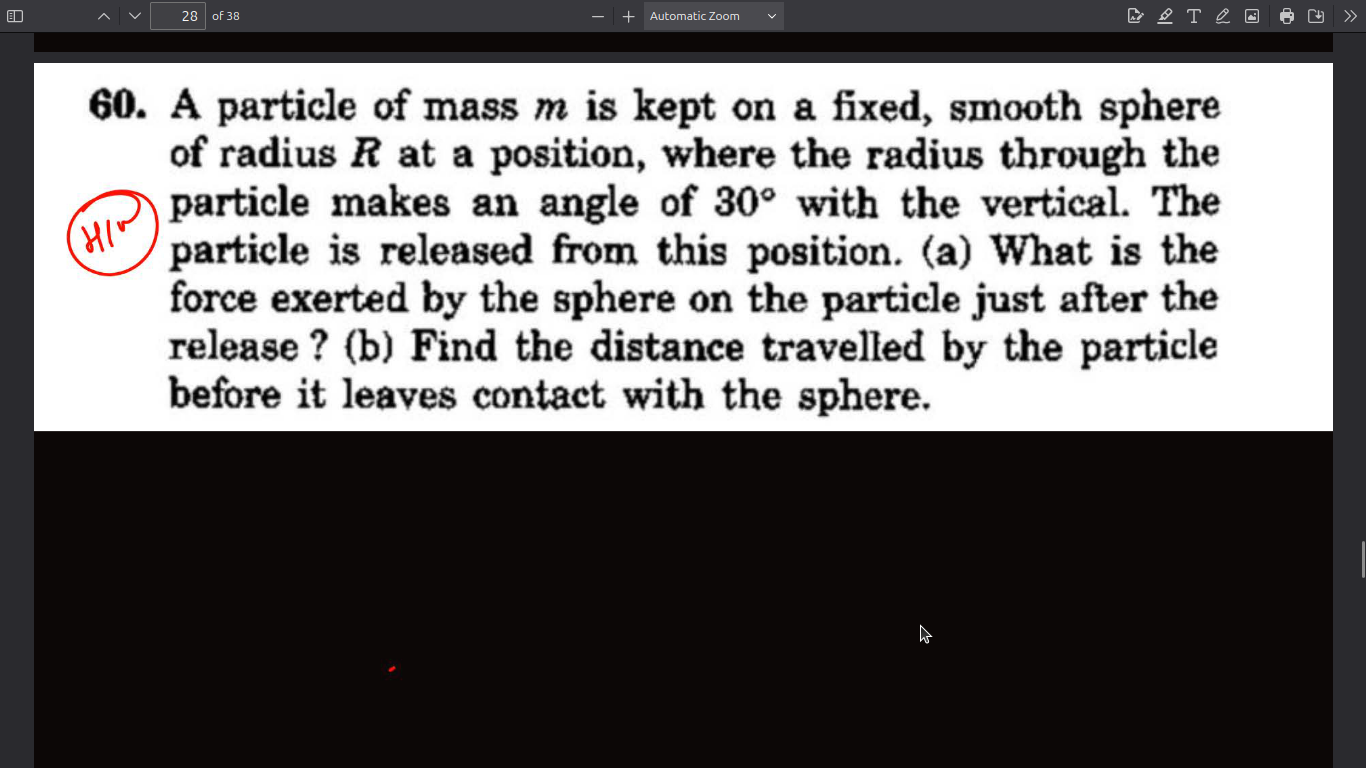 28 of 38 Automatic Zoom
60. A particle of mass m is kept on a fixed, smooth sphere
of radius R at a position, where the radius through the
particle makes an angle of 30° with the vertical. The
H/W
particle is released from this position. (a) What is the
force exerted by the sphere on the particle just after the
release ? (b) Find the distance travelled by the particle
before it leaves contact with the sphere.